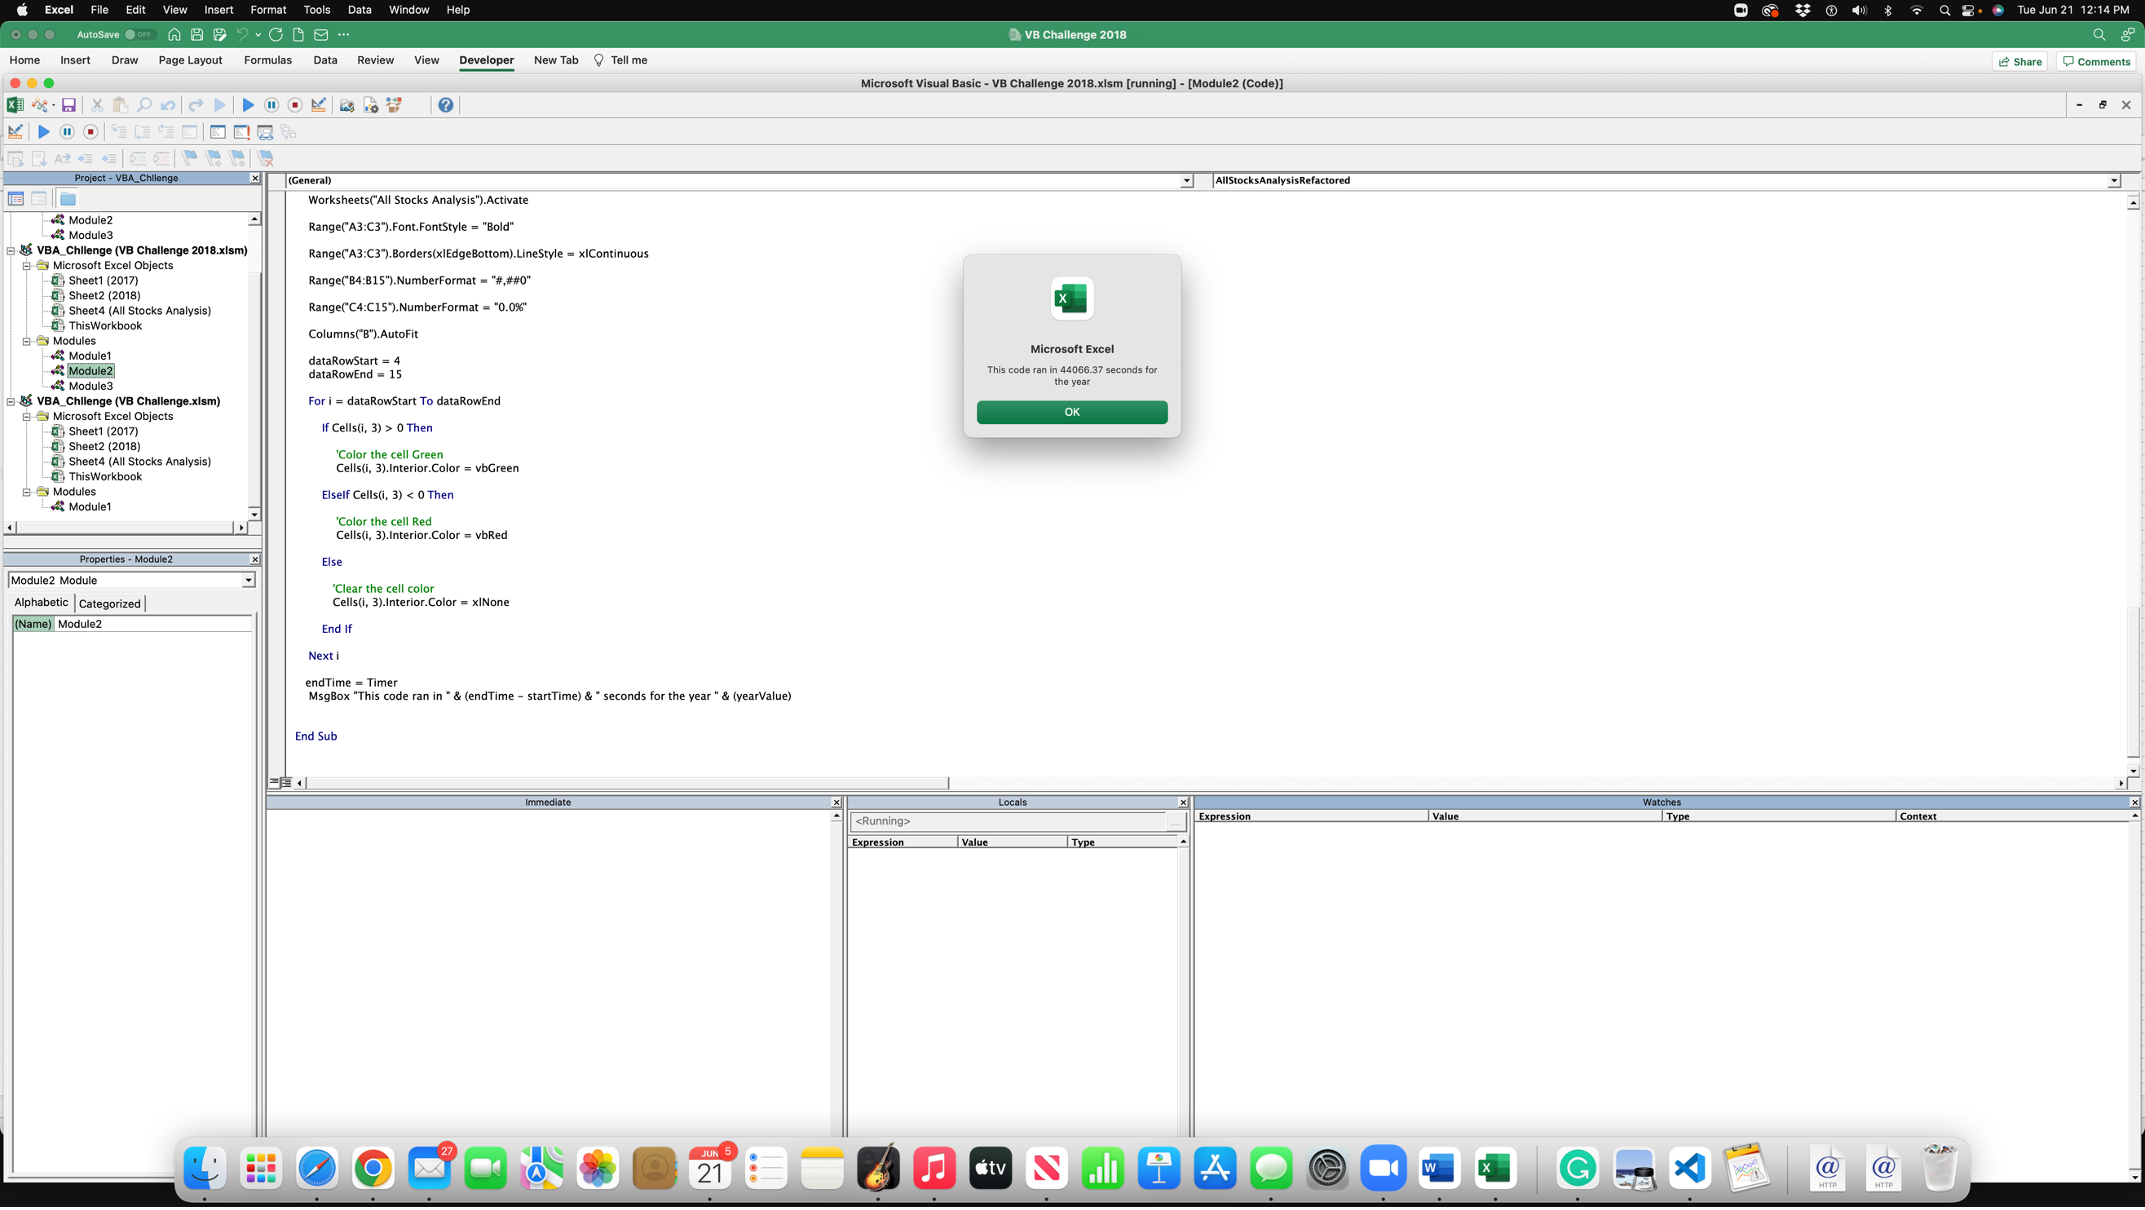 Excel File Edit View Insert Format Tools Data Window Help Tue Jun 21 12:14 PM
AutoSave OFF VB Challenge 2018
Home Insert Draw Page Layout Formulas Data Review View Developer New Tab Tell me Share Comments
Microsoft Visual Basic - VB Challenge 2018.xlsm [running] - [Module2 (Code)]
Project - VBA_Chllenge
Module2
Module3
VBA_Chllenge (VB Challenge 2018.xlsm)
Microsoft Excel Objects
Sheet1 (2017)
Sheet2 (2018)
Sheet4 (All Stocks Analysis)
ThisWorkbook
Modules
Module1
Module2
Module3
VBA_Chllenge (VB Challenge.xlsm)
Microsoft Excel Objects
Sheet1 (2017)
Sheet2 (2018)
Sheet4 (All Stocks Analysis)
ThisWorkbook
Modules
Module1
Properties - Module2
Module2 Module
Alphabetic Categorized
(Name) Module2
(General) AllStocksAnalysisRefactored
Worksheets("All Stocks Analysis").Activate
Range("A3:C3").Font.FontStyle = "Bold"
Range("A3:C3").Borders(xlEdgeBottom).LineStyle = xlContinuous
Range("B4:B15").NumberFormat = "#,##0"
Range("C4:C15").NumberFormat = "0.0%"
Columns("B").AutoFit
dataRowStart = 4
dataRowEnd = 15
For i = dataRowStart To dataRowEnd
If Cells(i, 3) > 0 Then
'Color the cell Green
Cells(i, 3).Interior.Color = vbGreen
ElseIf Cells(i, 3) < 0 Then
'Color the cell Red
Cells(i, 3).Interior.Color = vbRed
Else
'Clear the cell color
Cells(i, 3).Interior.Color = xlNone
End If
Next i
endTime = Timer
MsgBox "This code ran in " & (endTime - startTime) & " seconds for the year " & (yearValue)
End Sub
Microsoft Excel
This code ran in 44066.37 seconds for
the year
OK
Immediate
Locals
<Running> ...
Expression Value Type
Watches
Expression Value Type Context
27
JUN 5
21
tv
W
X
HTTP
HTTP